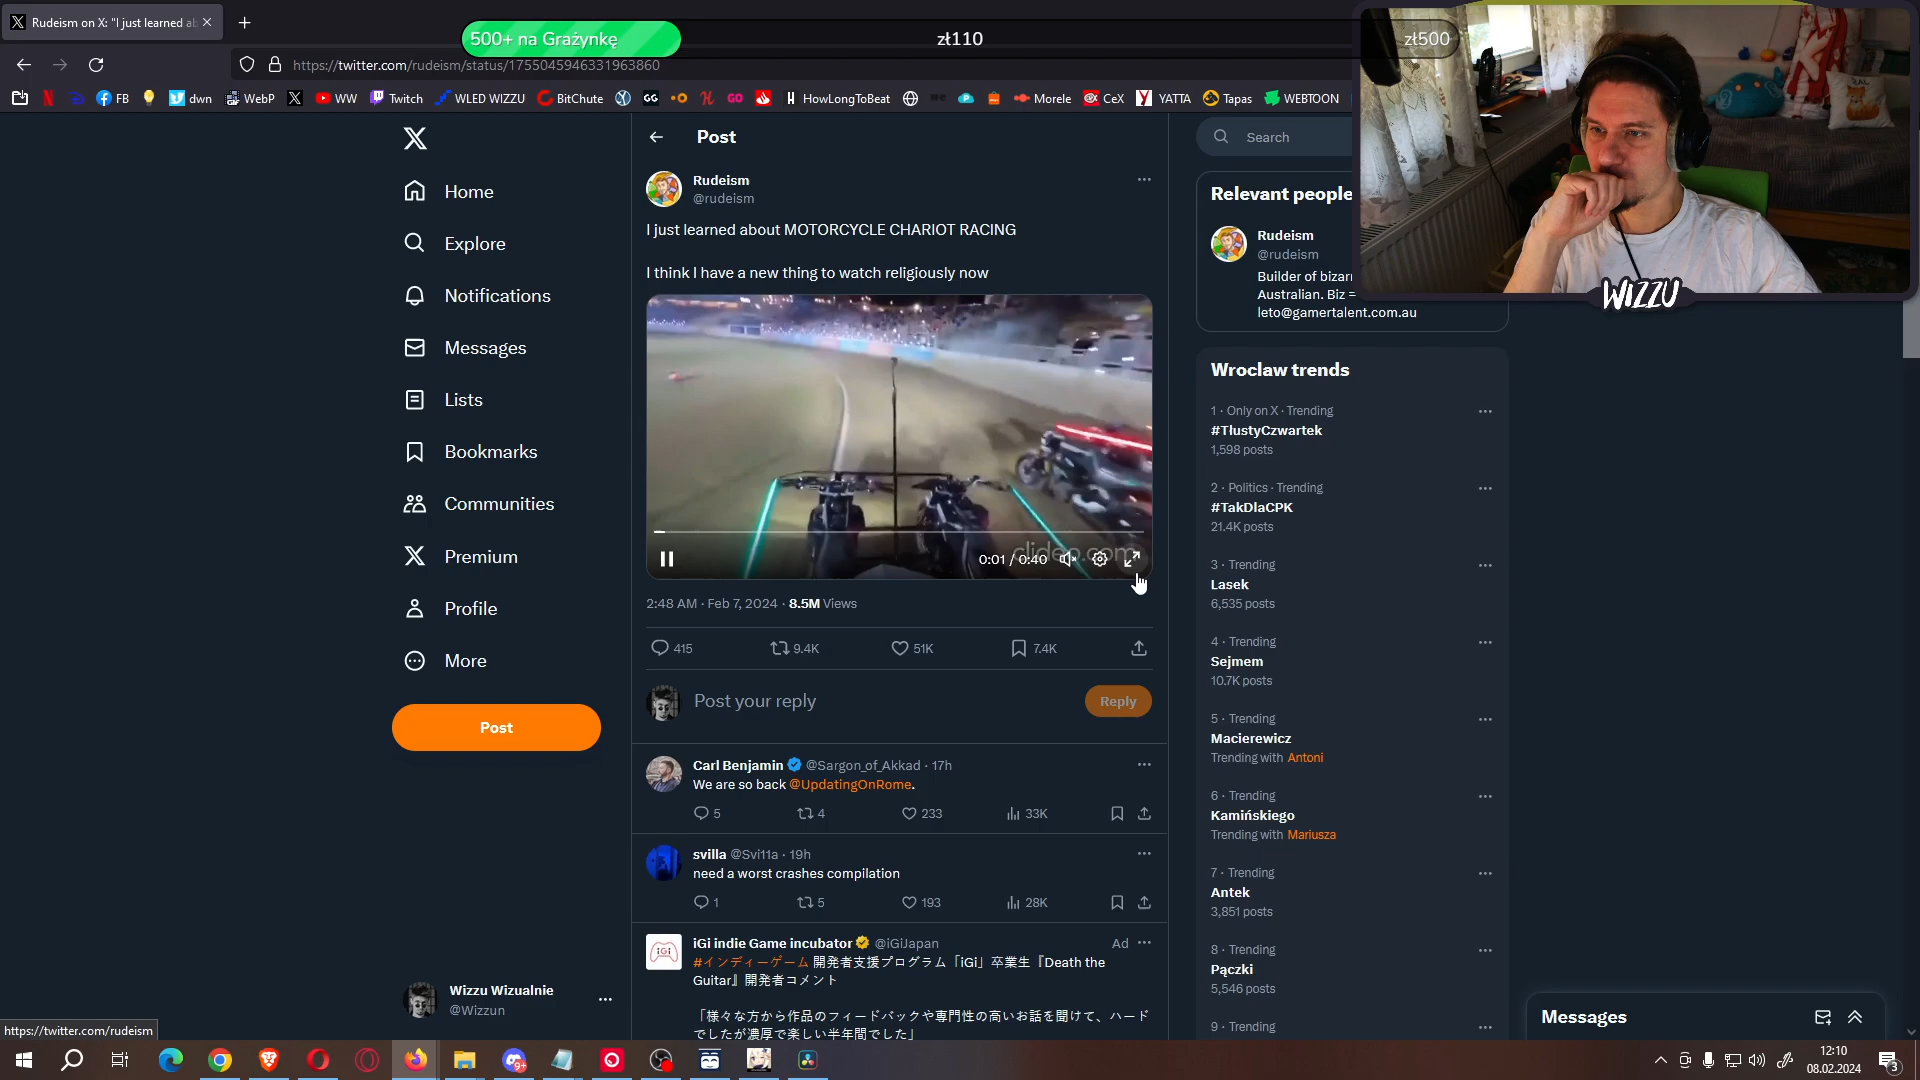 Rudeism on X: "I just learned ab
500+ na Grażynkę
zł110
zł500
https://twitter.com/rudeism/status/1755045946331963860
FB
dwn
WebP
WW
Twitch
WLED WIZZU
BitChute
GG
GO
HowLongToBeat
Morele
CeX
YATTA
Tapas
WEBTOON
Home
Explore
Notifications
Messages
Lists
Bookmarks
Communities
Premium
Profile
More
Post
Wizzu Wizualnie
@Wizzun
https://twitter.com/rudeism
Post
Rudeism
@rudeism
I just learned about MOTORCYCLE CHARIOT RACING
I think I have a new thing to watch religiously now
clideo.com
0:01 / 0:40
2:48 AM · Feb 7, 2024 · 8.5M Views
415
9.4K
51K
7.4K
Post your reply
Reply
Carl Benjamin @Sargon_of_Akkad · 17h
We are so back @UpdatingOnRome.
5
4
233
33K
svilla @Svi11a · 19h
need a worst crashes compilation
1
5
193
28K
iGi indie Game incubator @iGiJapan
Ad
iGi
#インディーゲーム 開発者支援プログラム「iGi」卒業生『Death the
Guitar』開発者コメント
「様々な方から作品のフィードバックや専門性の高いお話を聞けて、ハード
でしたが濃厚で楽しい半年間でした」
Search
Relevant people
Rudeism
@rudeism
Builder of bizarr
Australian. Biz =
leto@gamertalent.com.au
WIZZU
Wroclaw trends
1 · Only on X · Trending
#TłustyCzwartek
1,598 posts
2 · Politics · Trending
#TakDlaCPK
21.4K posts
3 · Trending
Lasek
6,535 posts
4 · Trending
Sejmem
10.7K posts
5 · Trending
Macierewicz
Trending with Antoni
6 · Trending
Kamińskiego
Trending with Mariusza
7 · Trending
Antek
3,851 posts
8 · Trending
Pączki
5,546 posts
9 · Trending
Messages
9+
12:10
08.02.2024
3